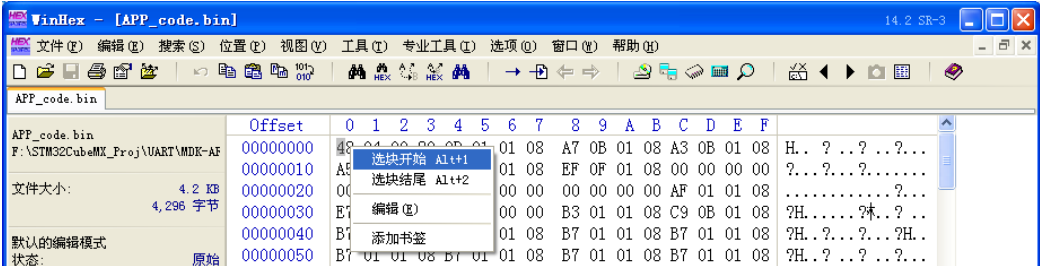 WinHex - [APP_code.bin] 14.2 SR-3
文件(F) 编辑(E) 搜索(S) 位置(P) 视图(V) 工具(T) 专业工具(I) 选项(O) 窗口(W) 帮助(H)
APP_code.bin
APP_code.bin
F:\STM32CubeMX_Proj\UART\MDK-AF
文件大小: 4.2 KB
4,296 字节
默认的编辑模式
状态: 原始
Offset 0 1 2 3 4 5 6 7 8 9 A B C D E F
00000000 48 04 00 20 0D 01 01 08 A7 0B 01 08 A3 0B 01 08 H.. ? ..? ..?...
00000010 A5 01 08 EF 0F 01 08 00 00 00 00 ?...?...?.......
00000020 00 00 00 00 00 00 00 AF 01 01 08 ............?...
00000030 E7 00 00 B3 01 01 08 C9 0B 01 08
00000040 B7 01 08 B7 01 01 08 B7 01 01 08 ?H...?...?...?H..
00000050 B7 01 01 08 B7 01 01 08 B7 01 01 08 B7 01 01 08
选块开始 Alt+1
选块结尾 Alt+2
编辑(E)
添加书签